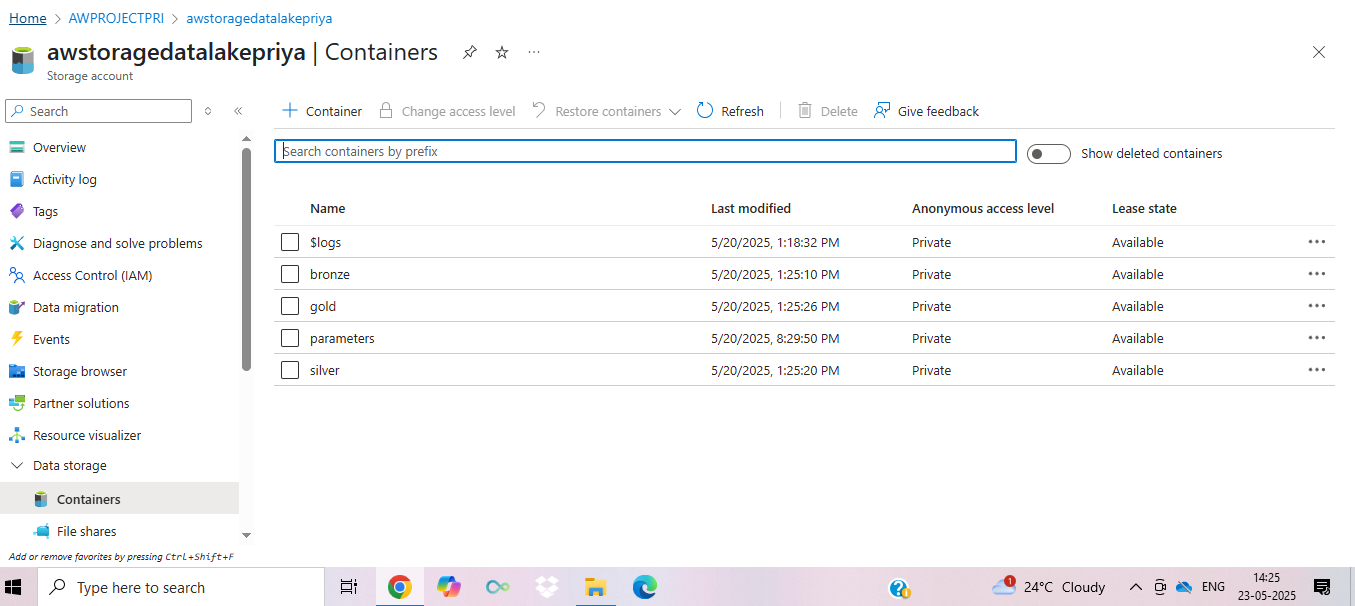 Home > AWPROJECTPRI > awstoragedatalakepriya
awstoragedatalakepriya | Containers ...
Storage account
Search
+ Container Change access level Restore containers Refresh Delete Give feedback
Search containers by prefix
Show deleted containers
Overview
Activity log
Tags
Diagnose and solve problems
Access Control (IAM)
Data migration
Events
Storage browser
Partner solutions
Resource visualizer
Data storage
Containers
File shares
Add or remove favorites by pressing Ctrl+Shift+F
Name Last modified Anonymous access level Lease state
$logs 5/20/2025, 1:18:32 PM Private Available
bronze 5/20/2025, 1:25:10 PM Private Available
gold 5/20/2025, 1:25:26 PM Private Available
parameters 5/20/2025, 8:29:50 PM Private Available
silver 5/20/2025, 1:25:20 PM Private Available
Type here to search
1
24°C Cloudy
ENG
14:25
23-05-2025